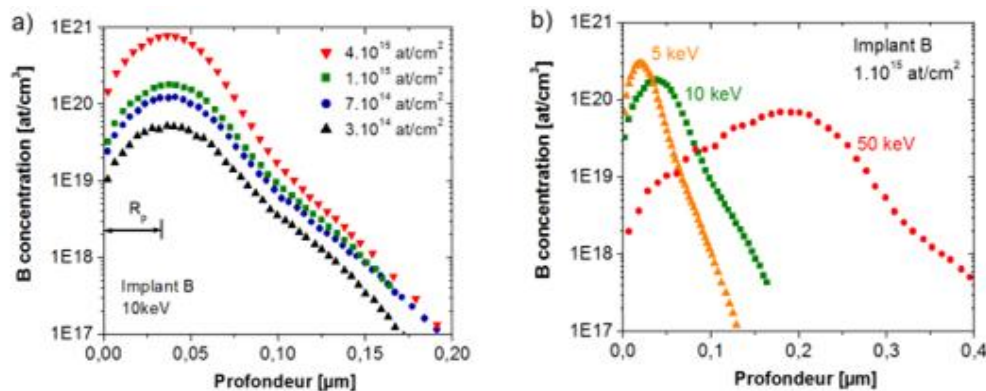 a)
B concentration [at/cm³]
1E21
1E20
1E19
1E18
1E17
4.10¹⁵ at/cm²
1.10¹⁵ at/cm²
7.10¹⁴ at/cm²
3.10¹⁴ at/cm²
Rₚ
Implant B
10keV
0,00 0,05 0,10 0,15 0,20
Profondeur [µm]
b)
B concentration [at/cm³]
1E21
1E20
1E19
1E18
1E17
5 keV
10 keV
50 keV
Implant B
1.10¹⁵ at/cm²
0,0 0,1 0,2 0,3 0,4
Profondeur [µm]